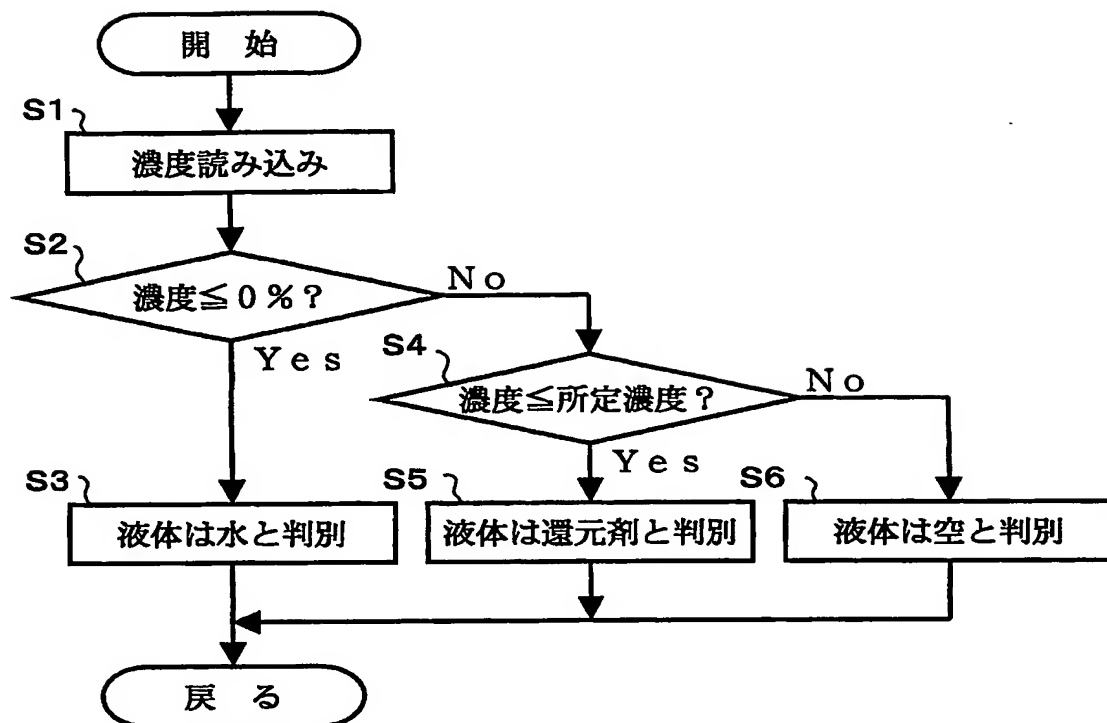 開 始
S1
濃度読み込み
S2
濃度≦0%?
No
Yes
S4
濃度≦所定濃度?
No
Yes
S3
液体は水と判別
S5
液体は還元剤と判別
S6
液体は空と判別
戻 る